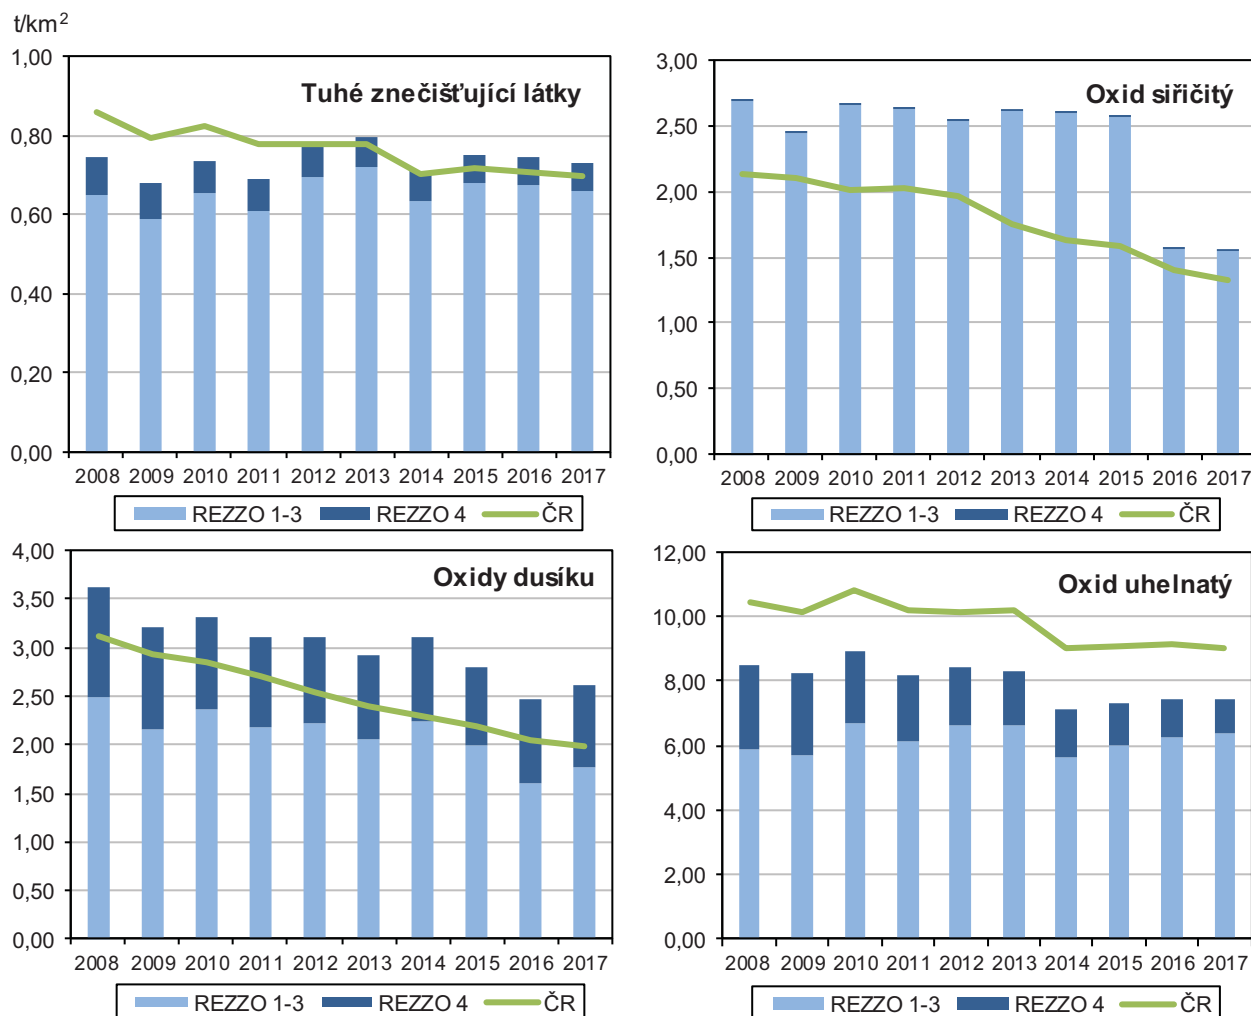 t/km²
Tuhé znečišťující látky
1,00
0,80
0,60
0,40
0,20
0,00
2008 2009 2010 2011 2012 2013 2014 2015 2016 2017
REZZO 1-3 REZZO 4 ČR
Oxid siřičitý
3,00
2,50
2,00
1,50
1,00
0,50
0,00
2008 2009 2010 2011 2012 2013 2014 2015 2016 2017
REZZO 1-3 REZZO 4 ČR
Oxidy dusíku
4,00
3,50
3,00
2,50
2,00
1,50
1,00
0,50
0,00
2008 2009 2010 2011 2012 2013 2014 2015 2016 2017
REZZO 1-3 REZZO 4 ČR
Oxid uhelnatý
12,00
10,00
8,00
6,00
4,00
2,00
0,00
2008 2009 2010 2011 2012 2013 2014 2015 2016 2017
REZZO 1-3 REZZO 4 ČR